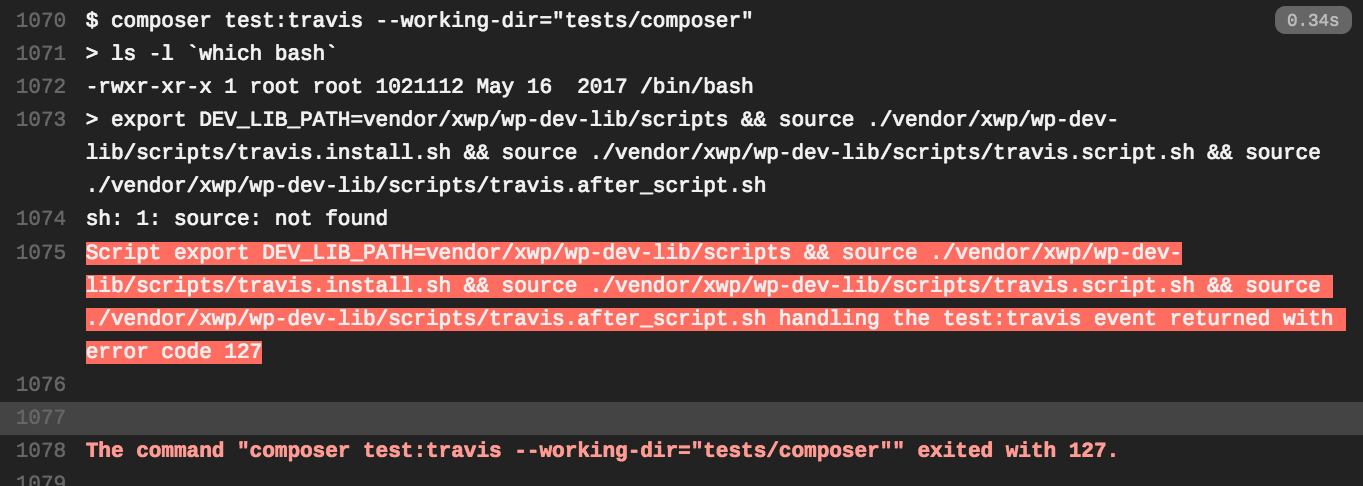 1070 $ composer test:travis --working-dir="tests/composer" 0.34s
1071 > ls -l `which bash`
1072 -rwxr-xr-x 1 root root 1021112 May 16  2017 /bin/bash
1073 > export DEV_LIB_PATH=vendor/xwp/wp-dev-lib/scripts && source ./vendor/xwp/wp-dev-
lib/scripts/travis.install.sh && source ./vendor/xwp/wp-dev-lib/scripts/travis.script.sh && source
./vendor/xwp/wp-dev-lib/scripts/travis.after_script.sh
1074 sh: 1: source: not found
1075 Script export DEV_LIB_PATH=vendor/xwp/wp-dev-lib/scripts && source ./vendor/xwp/wp-dev-
lib/scripts/travis.install.sh && source ./vendor/xwp/wp-dev-lib/scripts/travis.script.sh && source
./vendor/xwp/wp-dev-lib/scripts/travis.after_script.sh handling the test:travis event returned with
error code 127
1076
1077
1078 The command "composer test:travis --working-dir="tests/composer"" exited with 127.
1079